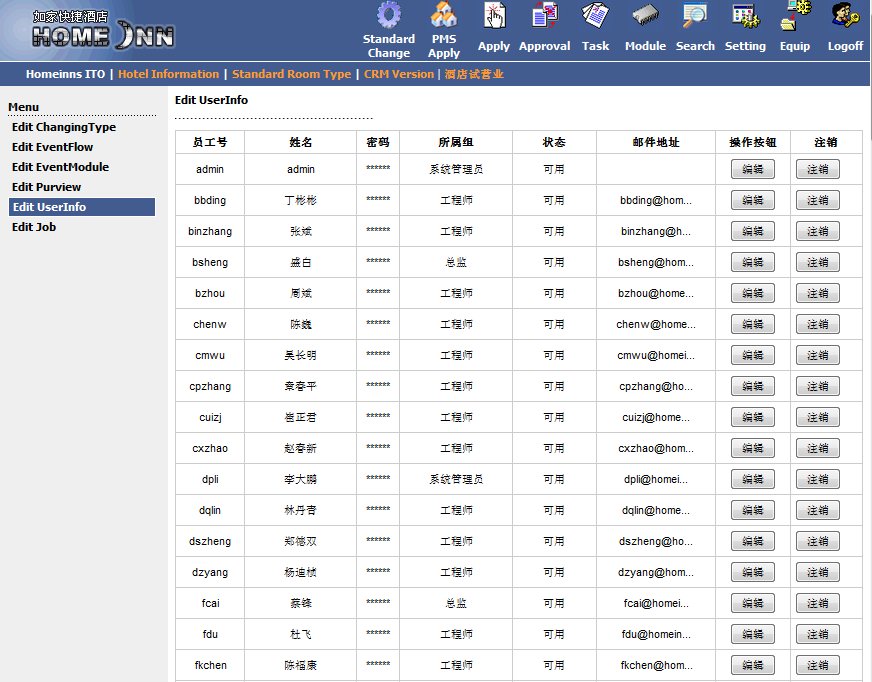 如家快捷酒店
HOME INN
Standard Change
PMS Apply
Apply
Approval
Task
Module
Search
Setting
Equip
Logoff
Homeinns ITO | Hotel Information | Standard Room Type | CRM Version | 酒店试营业
Menu
Edit ChangingType
Edit EventFlow
Edit EventModule
Edit Purview
Edit UserInfo
Edit Job
Edit UserInfo
员工号 姓名 密码 所属组 状态 邮件地址 操作按钮 注销
admin admin ****** 系统管理员 可用 编辑 注销
bbding 丁彬彬 ****** 工程师 可用 bbding@hom... 编辑 注销
binzhang 张斌 ****** 工程师 可用 binzhang@h... 编辑 注销
bsheng 盛白 ****** 总监 可用 bsheng@hom... 编辑 注销
bzhou 周斌 ****** 工程师 可用 bzhou@home... 编辑 注销
chenw 陈巍 ****** 工程师 可用 chenw@home... 编辑 注销
cmwu 吴长明 ****** 工程师 可用 cmwu@homei... 编辑 注销
cpzhang 章春平 ****** 工程师 可用 cpzhang@ho... 编辑 注销
cuizj 崔正君 ****** 工程师 可用 cuizj@home... 编辑 注销
cxzhao 赵春新 ****** 工程师 可用 cxzhao@hom... 编辑 注销
dpli 李大鹏 ****** 系统管理员 可用 dpli@homei... 编辑 注销
dqlin 林丹青 ****** 工程师 可用 dqlin@home... 编辑 注销
dszheng 郑德双 ****** 工程师 可用 dszheng@ho... 编辑 注销
dzyang 杨迪桢 ****** 工程师 可用 dzyang@hom... 编辑 注销
fcai 蔡锋 ****** 总监 可用 fcai@homei... 编辑 注销
fdu 杜飞 ****** 工程师 可用 fdu@homein... 编辑 注销
fkchen 陈福康 ****** 工程师 可用 fkchen@hom... 编辑 注销